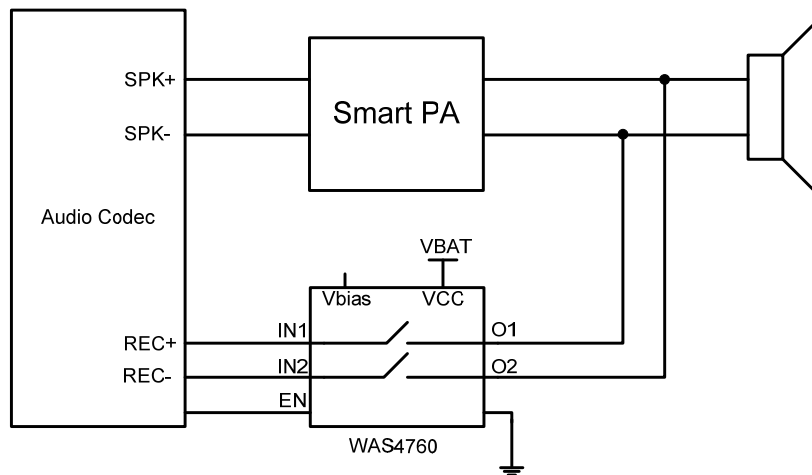 SPK+
SPK-
Smart PA
Audio Codec
VBAT
Vbias
VCC
REC+
IN1
O1
REC-
IN2
O2
EN
WAS4760